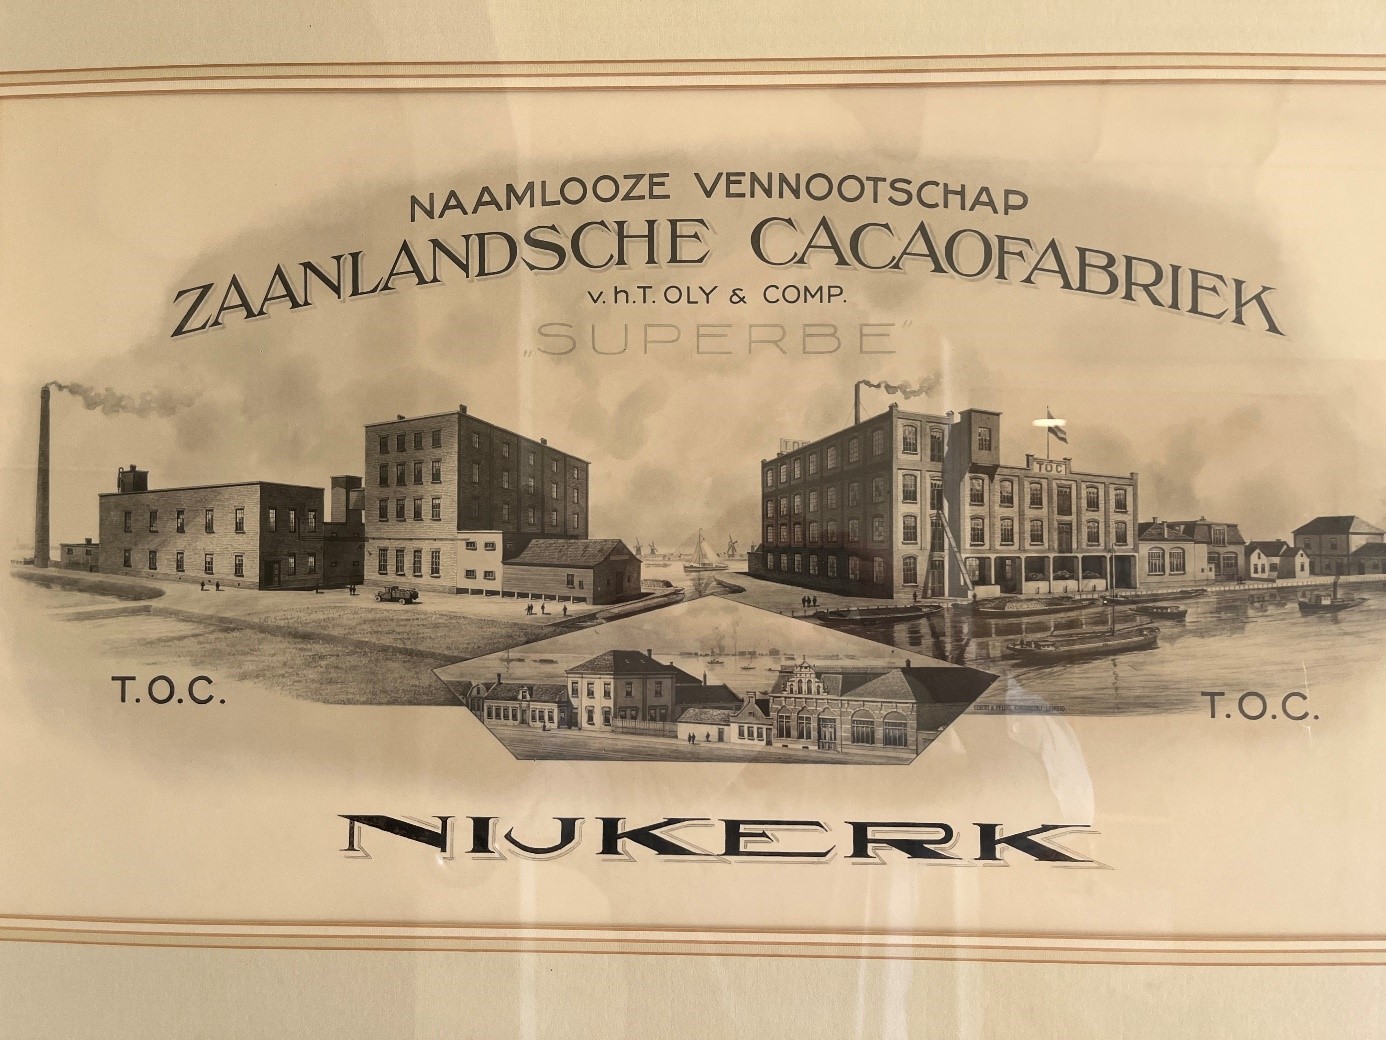 NAAMLOOZE VENNOOTSCHAP
ZAANLANDSCHE CACAOFABRIEK
v.h.T. OLY & COMP.
„SUPERBE”
TOC
T.O.C.
T.O.C.
NIJKERK